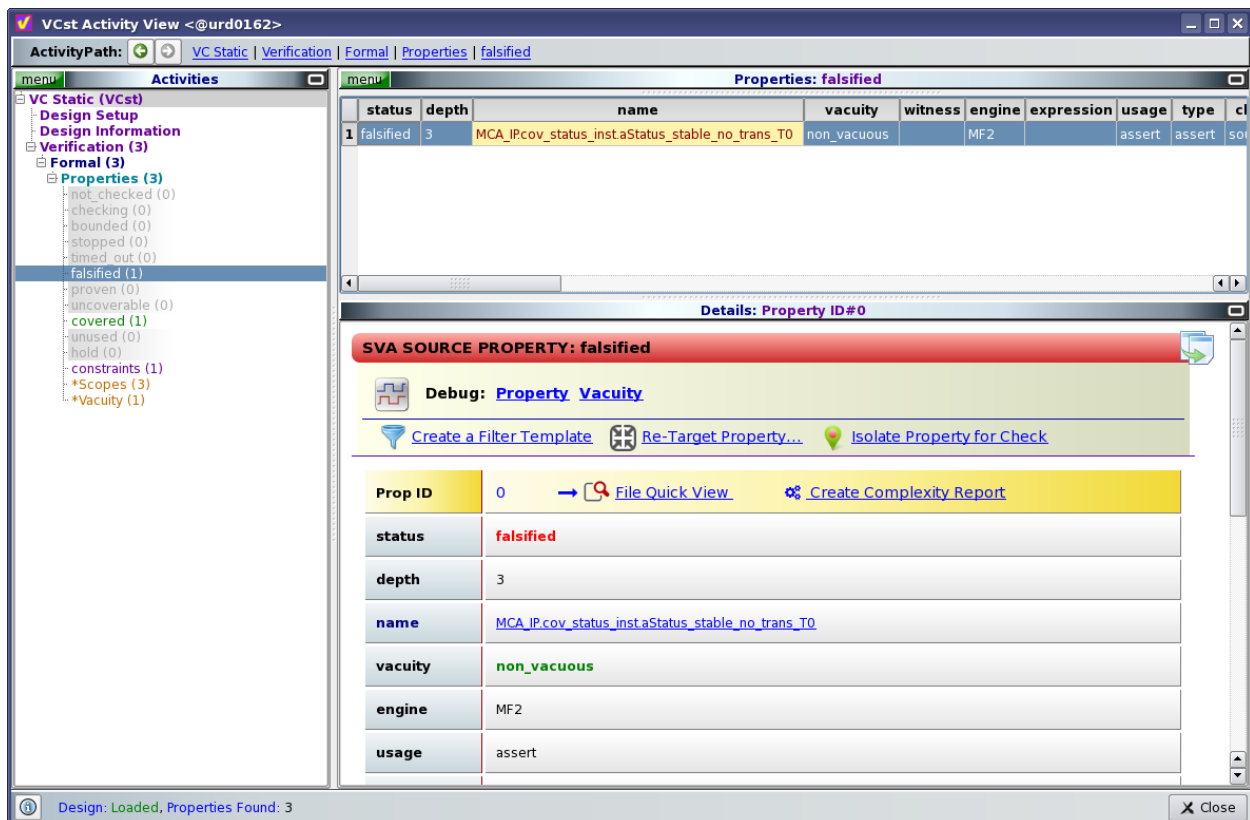 VCst Activity View <@urd0162>
ActivityPath: VC Static | Verification | Formal | Properties | falsified
menu Activities
VC Static (VCst)
Design Setup
Design Information
Verification (3)
Formal (3)
Properties (3)
not_checked (0)
checking (0)
bounded (0)
stopped (0)
timed_out (0)
falsified (1)
proven (0)
uncoverable (0)
covered (1)
unused (0)
hold (0)
constraints (1)
*Scopes (3)
*Vacuity (1)
menu Properties: falsified
status depth name vacuity witness engine expression usage type cl
1 falsified 3 MCA_IP.cov_status_inst.aStatus_stable_no_trans_T0 non_vacuous MF2 assert assert sou
Details: Property ID#0
SVA SOURCE PROPERTY: falsified
Debug: Property Vacuity
Create a Filter Template Re-Target Property... Isolate Property for Check
Prop ID 0 File Quick View Create Complexity Report
status falsified
depth 3
name MCA_IP.cov_status_inst.aStatus_stable_no_trans_T0
vacuity non_vacuous
engine MF2
usage assert
Design: Loaded, Properties Found: 3
Close